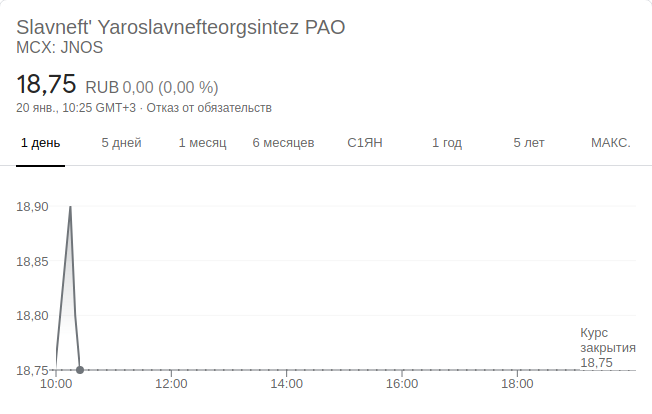 Slavneft' Yaroslavnefteorgsintez PAO
MCX: JNOS
18,75 RUB 0,00 (0,00 %)
20 янв., 10:25 GMT+3 · Отказ от обязательств
1 день 5 дней 1 месяц 6 месяцев С1ЯН 1 год 5 лет МАКС.
18,90
18,85
18,80
18,75
Курс
закрытия
18,75
10:00 12:00 14:00 16:00 18:00